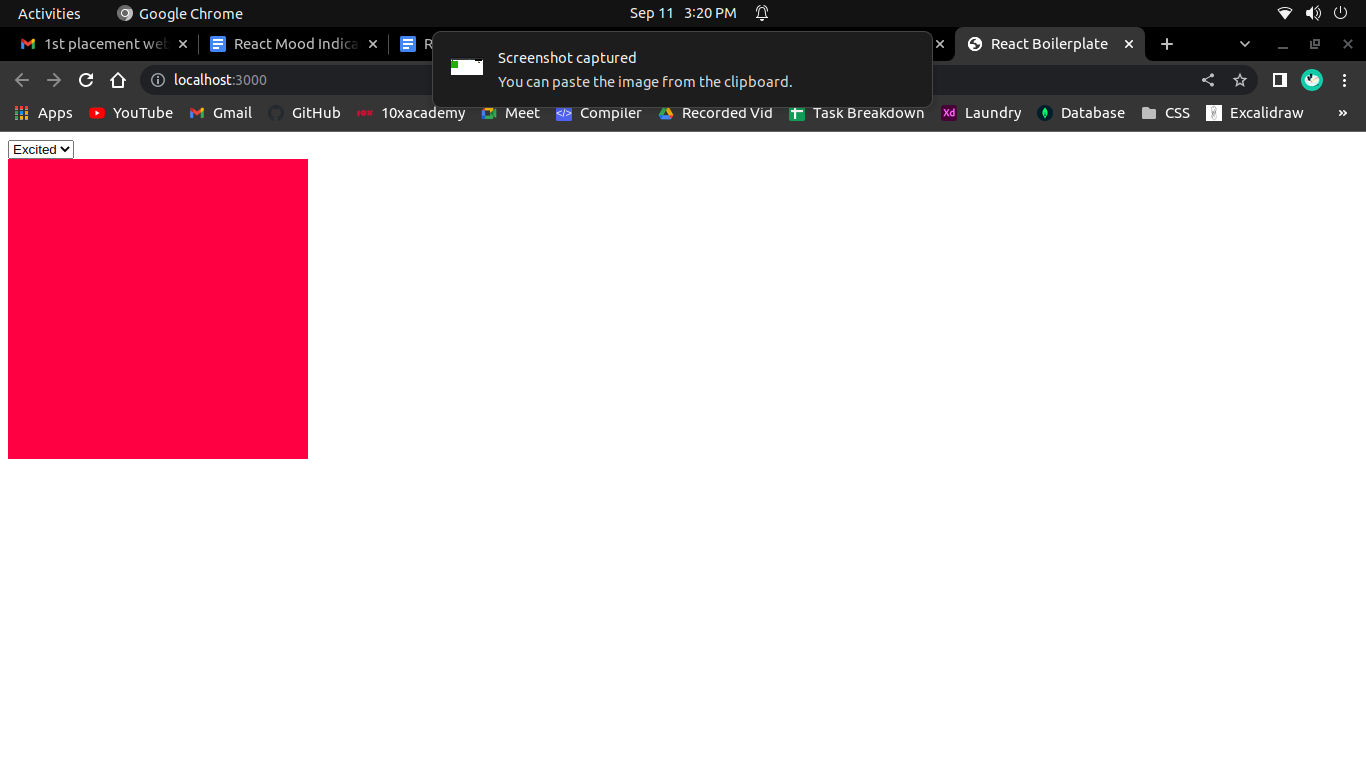 Activities Google Chrome Sep 11 3:20 PM
1st placement web React Mood Indica R React Boilerplate
Screenshot captured
You can paste the image from the clipboard.
localhost:3000
Apps YouTube Gmail GitHub 10xacademy Meet Compiler Recorded Vid Task Breakdown Xd Laundry Database CSS Excalidraw »
Excited